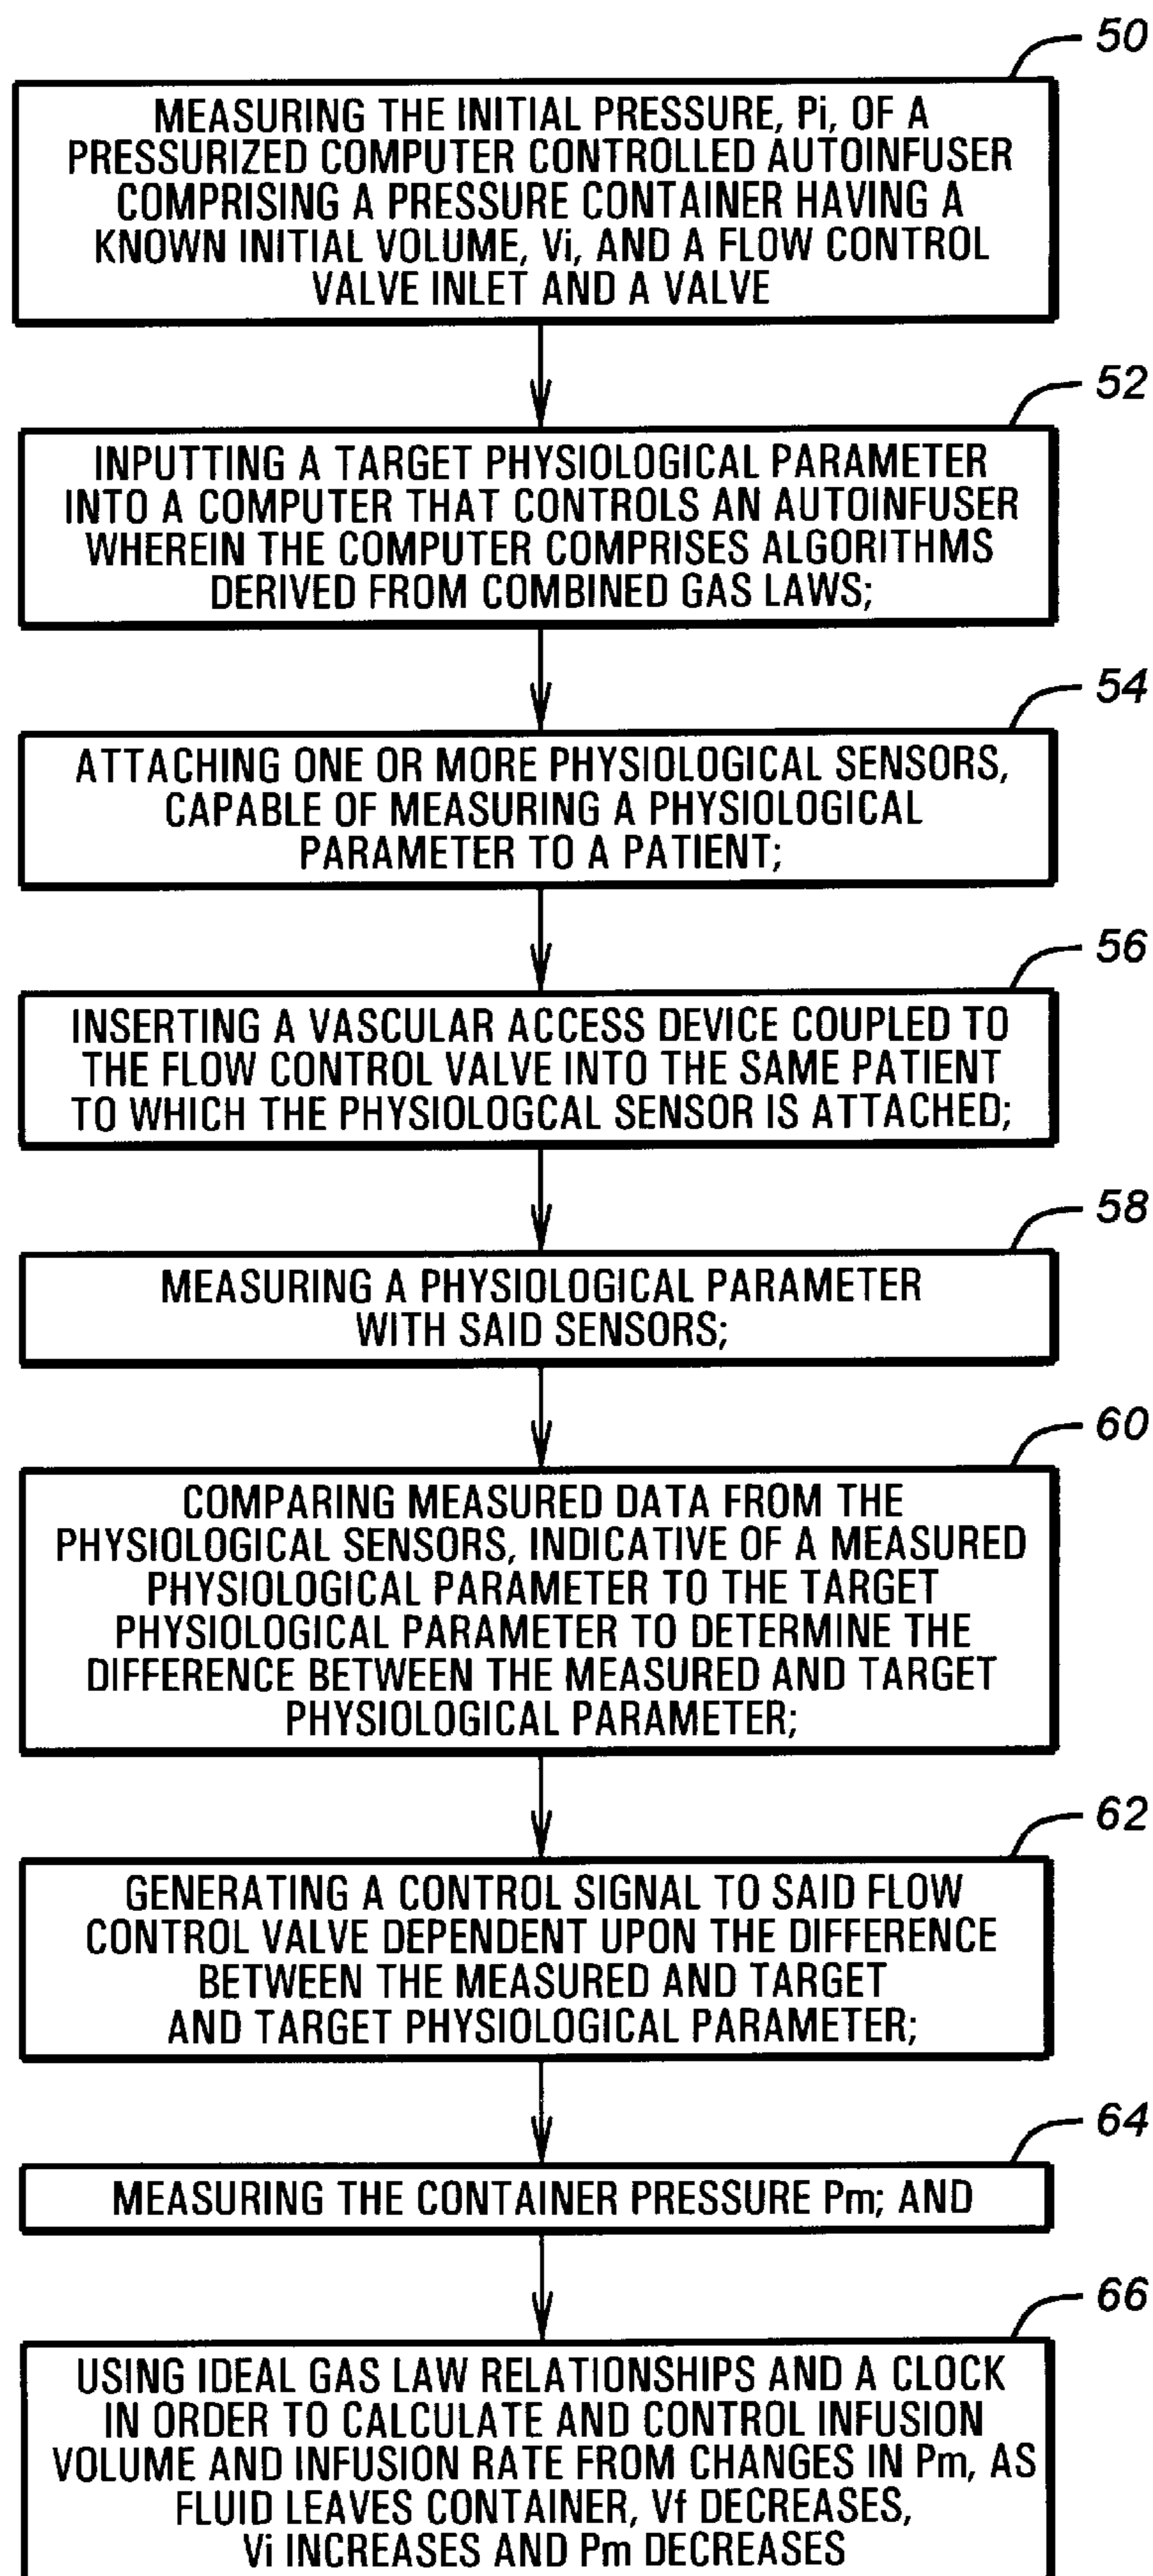 50
MEASURING THE INITIAL PRESSURE, Pi, OF A
PRESSURIZED COMPUTER CONTROLLED AUTOINFUSER
COMPRISING A PRESSURE CONTAINER HAVING A
KNOWN INITIAL VOLUME, Vi, AND A FLOW CONTROL
VALVE INLET AND A VALVE
52
INPUTTING A TARGET PHYSIOLOGICAL PARAMETER
INTO A COMPUTER THAT CONTROLS AN AUTOINFUSER
WHEREIN THE COMPUTER COMPRISES ALGORITHMS
DERIVED FROM COMBINED GAS LAWS;
54
ATTACHING ONE OR MORE PHYSIOLOGICAL SENSORS,
CAPABLE OF MEASURING A PHYSIOLOGICAL
PARAMETER TO A PATIENT;
56
INSERTING A VASCULAR ACCESS DEVICE COUPLED TO
THE FLOW CONTROL VALVE INTO THE SAME PATIENT
TO WHICH THE PHYSIOLOGCAL SENSOR IS ATTACHED;
58
MEASURING A PHYSIOLOGICAL PARAMETER
WITH SAID SENSORS;
60
COMPARING MEASURED DATA FROM THE
PHYSIOLOGICAL SENSORS, INDICATIVE OF A MEASURED
PHYSIOLOGICAL PARAMETER TO THE TARGET
PHYSIOLOGICAL PARAMETER TO DETERMINE THE
DIFFERENCE BETWEEN THE MEASURED AND TARGET
PHYSIOLOGICAL PARAMETER;
62
GENERATING A CONTROL SIGNAL TO SAID FLOW
CONTROL VALVE DEPENDENT UPON THE DIFFERENCE
BETWEEN THE MEASURED AND TARGET
AND TARGET PHYSIOLOGICAL PARAMETER;
64
MEASURING THE CONTAINER PRESSURE Pm; AND
66
USING IDEAL GAS LAW RELATIONSHIPS AND A CLOCK
IN ORDER TO CALCULATE AND CONTROL INFUSION
VOLUME AND INFUSION RATE FROM CHANGES IN Pm, AS
FLUID LEAVES CONTAINER, Vf DECREASES,
Vi INCREASES AND Pm DECREASES